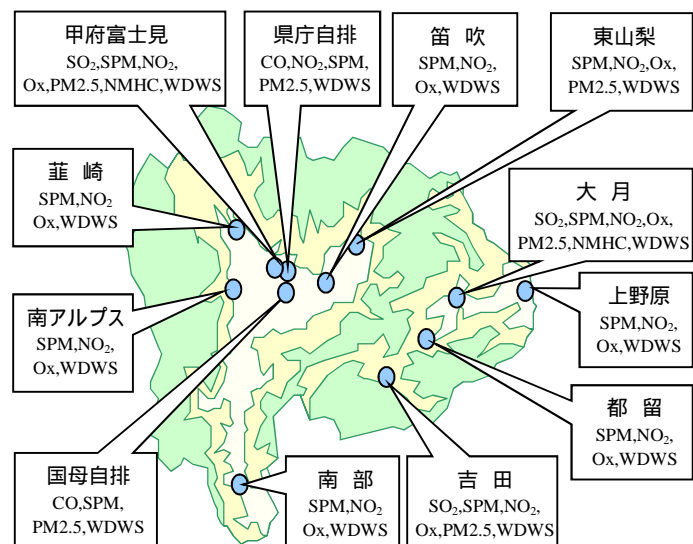 甲府富士見
SO₂,SPM,NO₂,
Ox,PM2.5,NMHC,WDWS
県庁自排
CO,NO₂,SPM,
PM2.5,WDWS
笛 吹
SPM,NO₂,
Ox,WDWS
東山梨
SPM,NO₂,Ox,
PM2.5,WDWS
韮 崎
SPM,NO₂
Ox,WDWS
大 月
SO₂,SPM,NO₂,Ox,
PM2.5,NMHC,WDWS
南アルプス
SPM,NO₂,
Ox,WDWS
上野原
SPM,NO₂,
Ox,WDWS
都 留
SPM,NO₂,
Ox,WDWS
国母自排
CO,SPM,
PM2.5,WDWS
南 部
SPM,NO₂
Ox,WDWS
吉 田
SO₂,SPM,NO₂,
Ox,PM2.5,WDWS